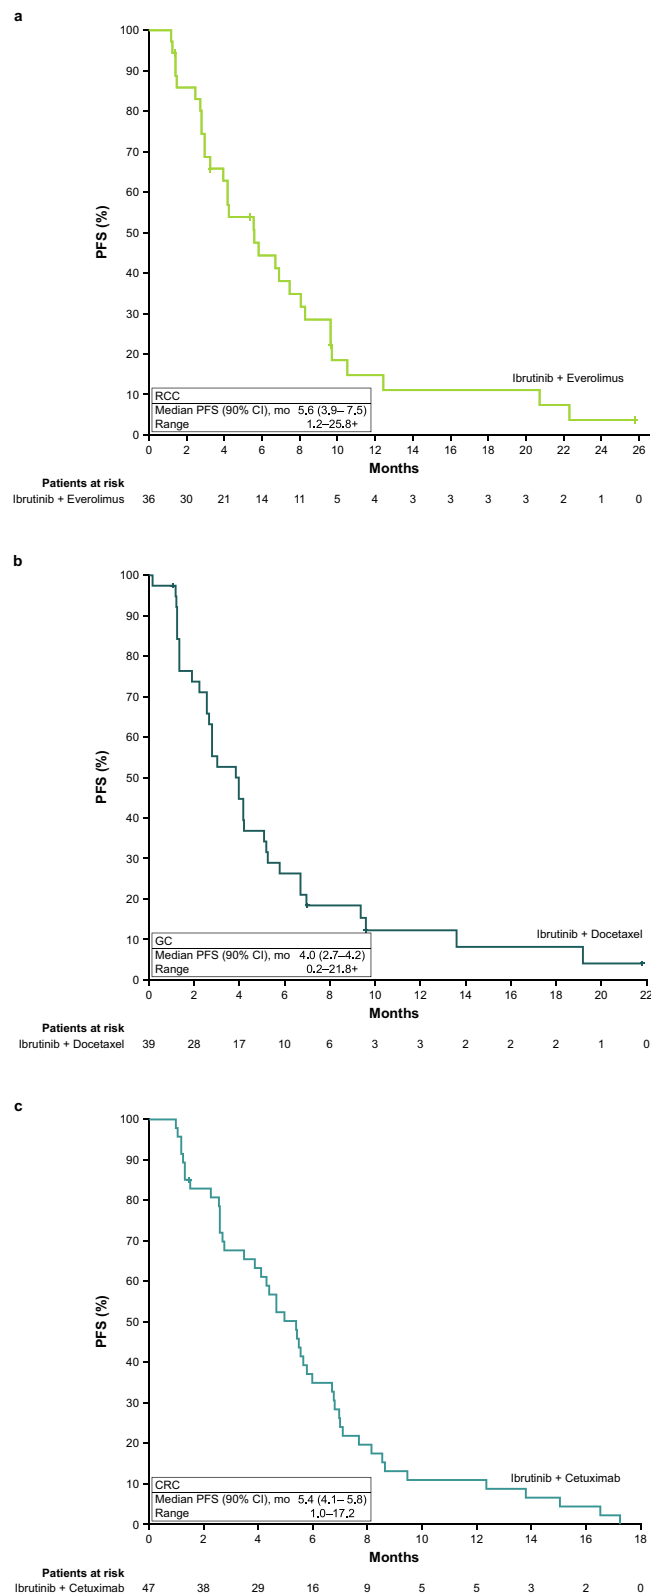 a
100
90
80
70
60
50
40
30
20
10
0
PFS (%)
Ibrutinib + Everolimus
RCC
Median PFS (90% CI), mo 5.6 (3.9– 7.5)
Range 1.2–25.8+
0 2 4 6 8 10 12 14 16 18 20 22 24 26
Months
Patients at risk
Ibrutinib + Everolimus 36 30 21 14 11 5 4 3 3 3 3 2 1 0
b
100
90
80
70
60
50
40
30
20
10
0
PFS (%)
Ibrutinib + Docetaxel
GC
Median PFS (90% CI), mo 4.0 (2.7–4.2)
Range 0.2–21.8+
0 2 4 6 8 10 12 14 16 18 20 22
Months
Patients at risk
Ibrutinib + Docetaxel 39 28 17 10 6 3 3 2 2 2 1 0
c
100
90
80
70
60
50
40
30
20
10
0
PFS (%)
Ibrutinib + Cetuximab
CRC
Median PFS (90% CI), mo 5.4 (4.1– 5.8)
Range 1.0–17.2
0 2 4 6 8 10 12 14 16 18
Months
Patients at risk
Ibrutinib + Cetuximab 47 38 29 16 9 5 5 3 2 0